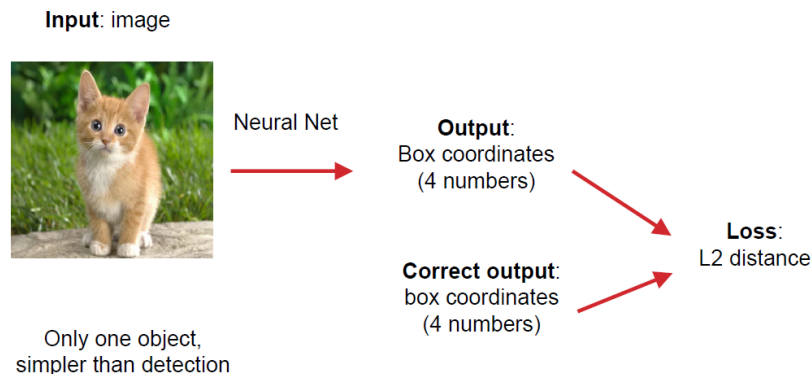 Input: image
Neural Net
Output:
Box coordinates
(4 numbers)
Correct output:
box coordinates
(4 numbers)
Loss:
L2 distance
Only one object,
simpler than detection